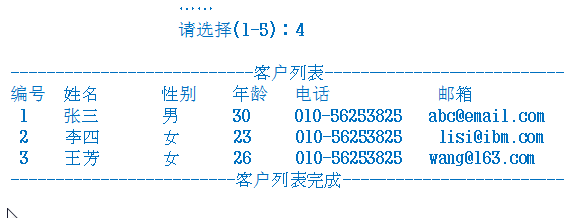 ......
请选择(1-5)：4
---------------------------客户列表---------------------------
编号 姓名 性别 年龄 电话 邮箱
1 张三 男 30 010-56253825 abc@email.com
2 李四 女 23 010-56253825 lisi@ibm.com
3 王芳 女 26 010-56253825 wang@163.com
-------------------------客户列表完成-------------------------